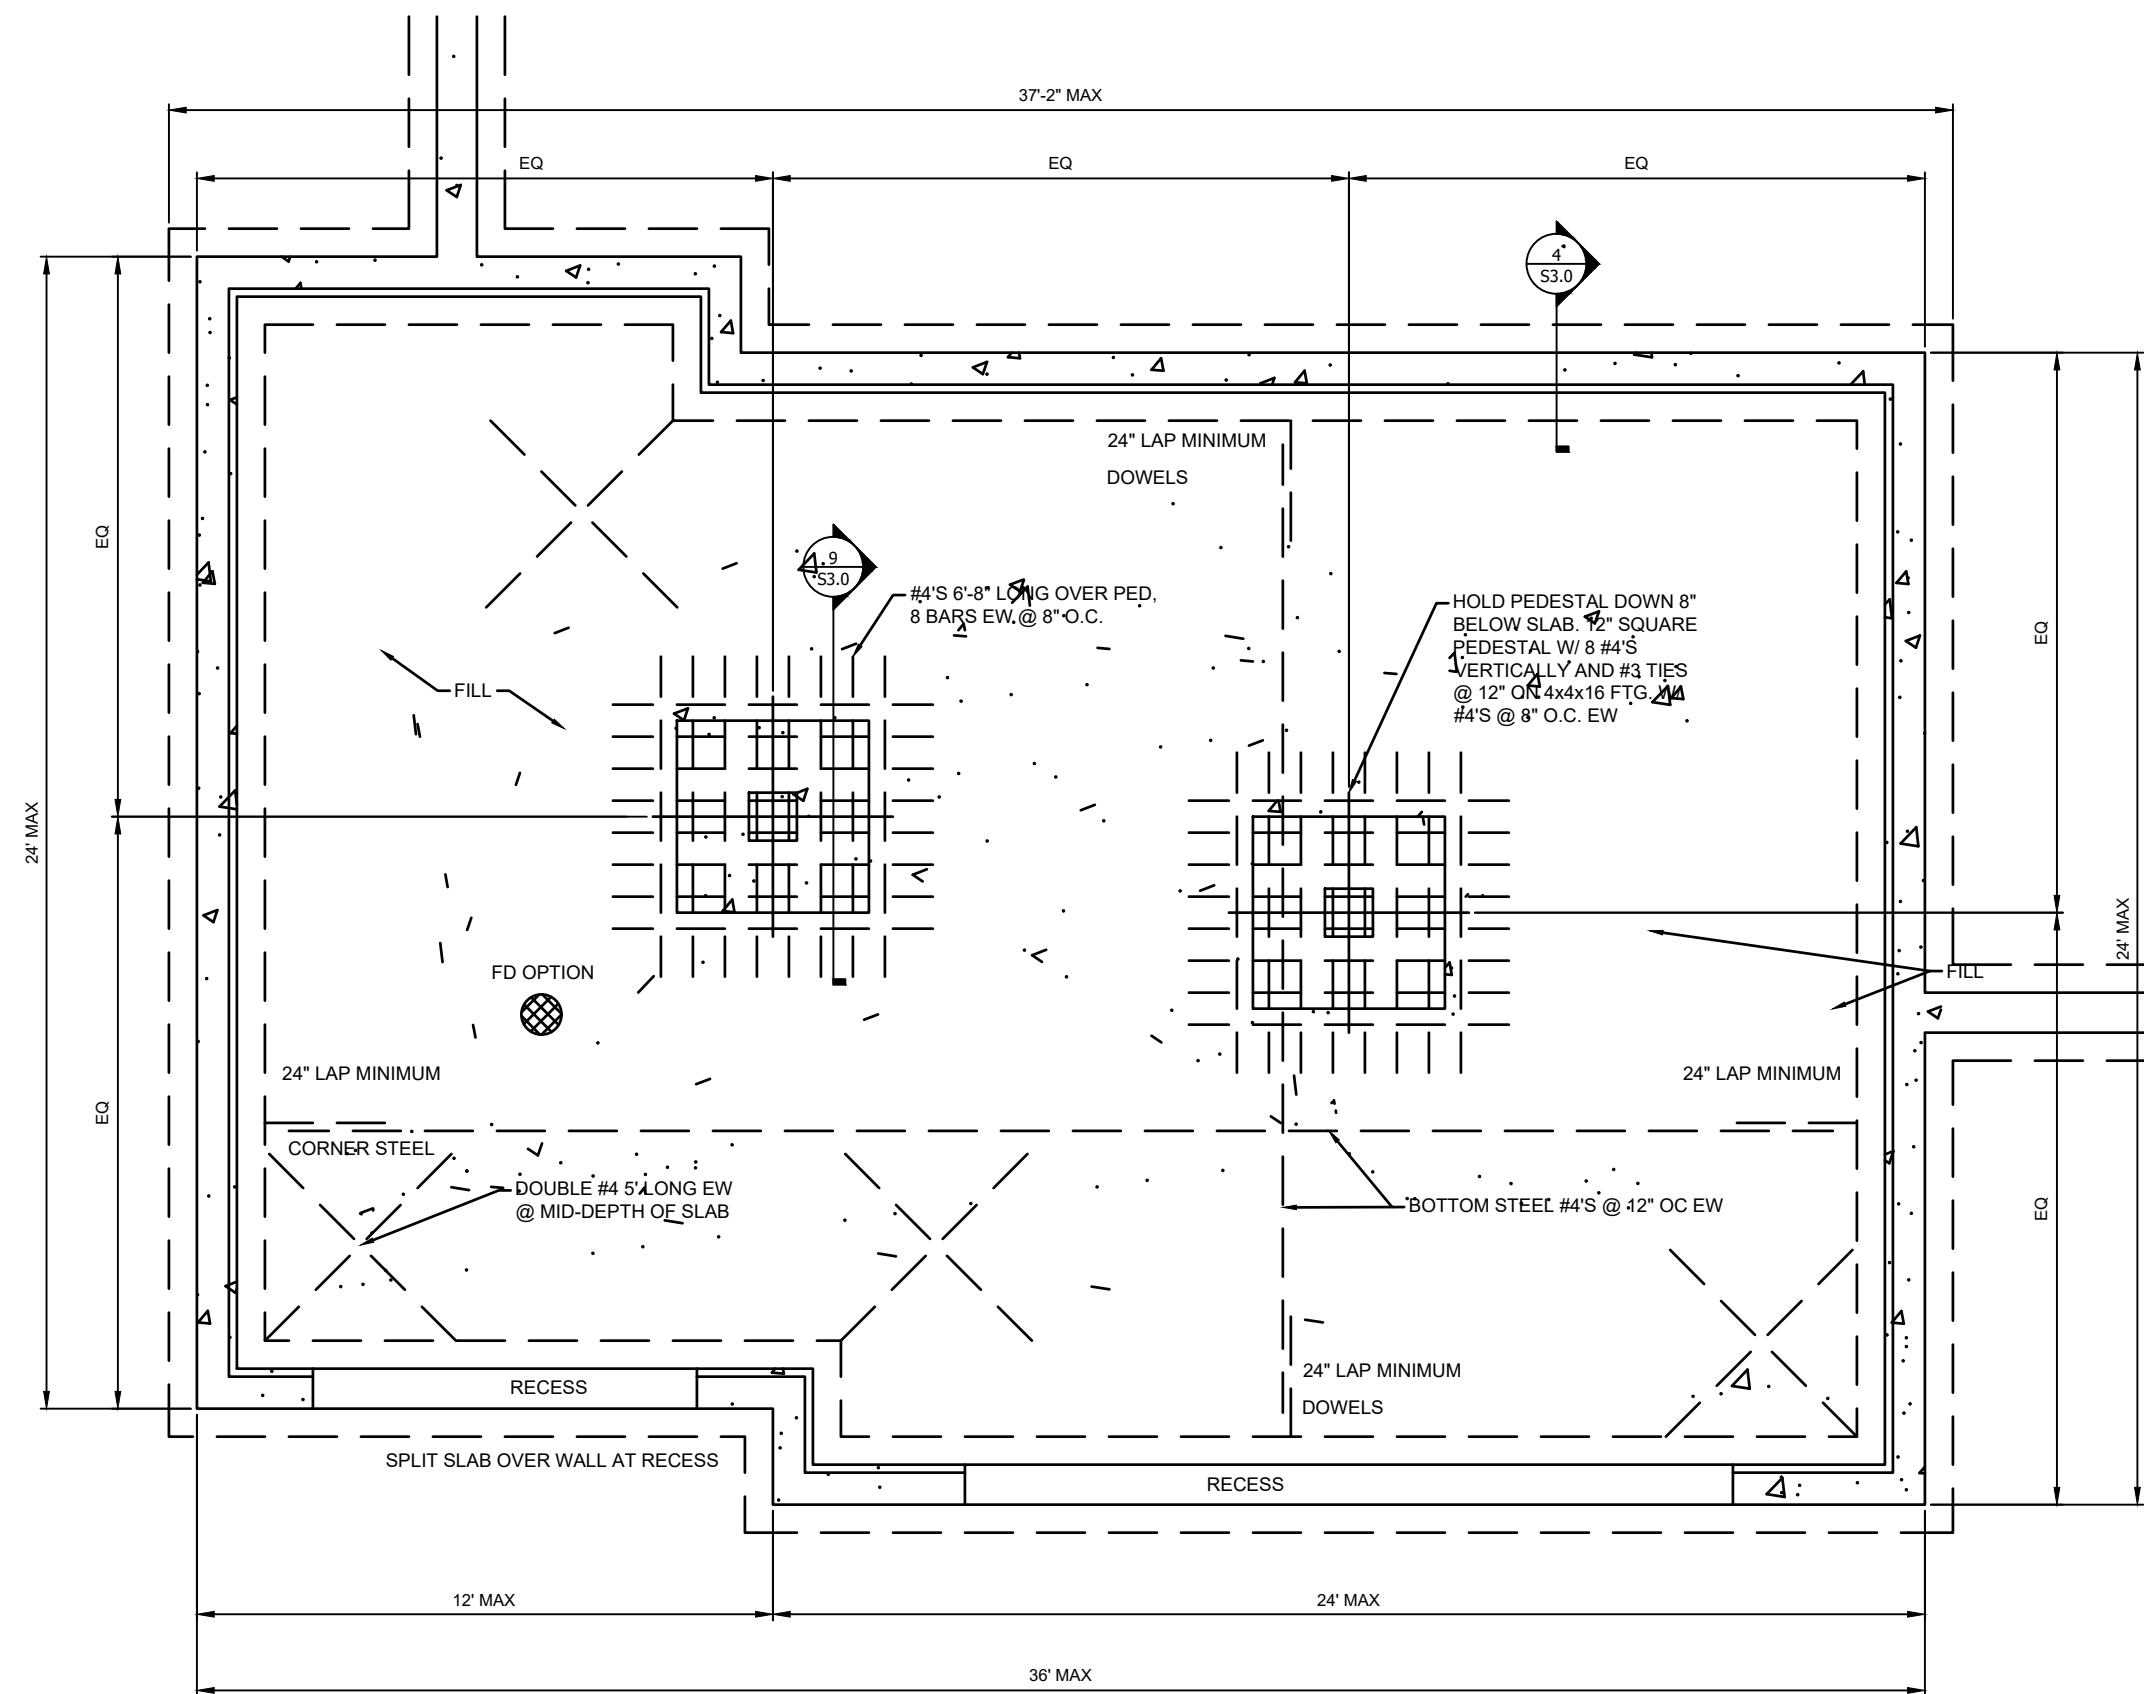 37'-2" MAX
EQ
EQ
EQ
4
S3.0
24" LAP MINIMUM
DOWELS
9
S3.0
#4'S 6'-8" LONG OVER PED,
8 BARS EW @ 8" O.C.
HOLD PEDESTAL DOWN 8"
BELOW SLAB. 12" SQUARE
PEDESTAL W/ 8 #4'S
VERTICALLY AND #3 TIES
@ 12" ON 4x4x16 FTG. W/
#4'S @ 8" O.C. EW
EQ
EQ
FILL
24' MAX
24' MAX
FD OPTION
FILL
24" LAP MINIMUM
24" LAP MINIMUM
EQ
EQ
CORNER STEEL
DOUBLE #4 5' LONG EW
@ MID-DEPTH OF SLAB
BOTTOM STEEL #4'S @ 12" OC EW
24" LAP MINIMUM
DOWELS
RECESS
SPLIT SLAB OVER WALL AT RECESS
RECESS
12' MAX
24' MAX
36' MAX